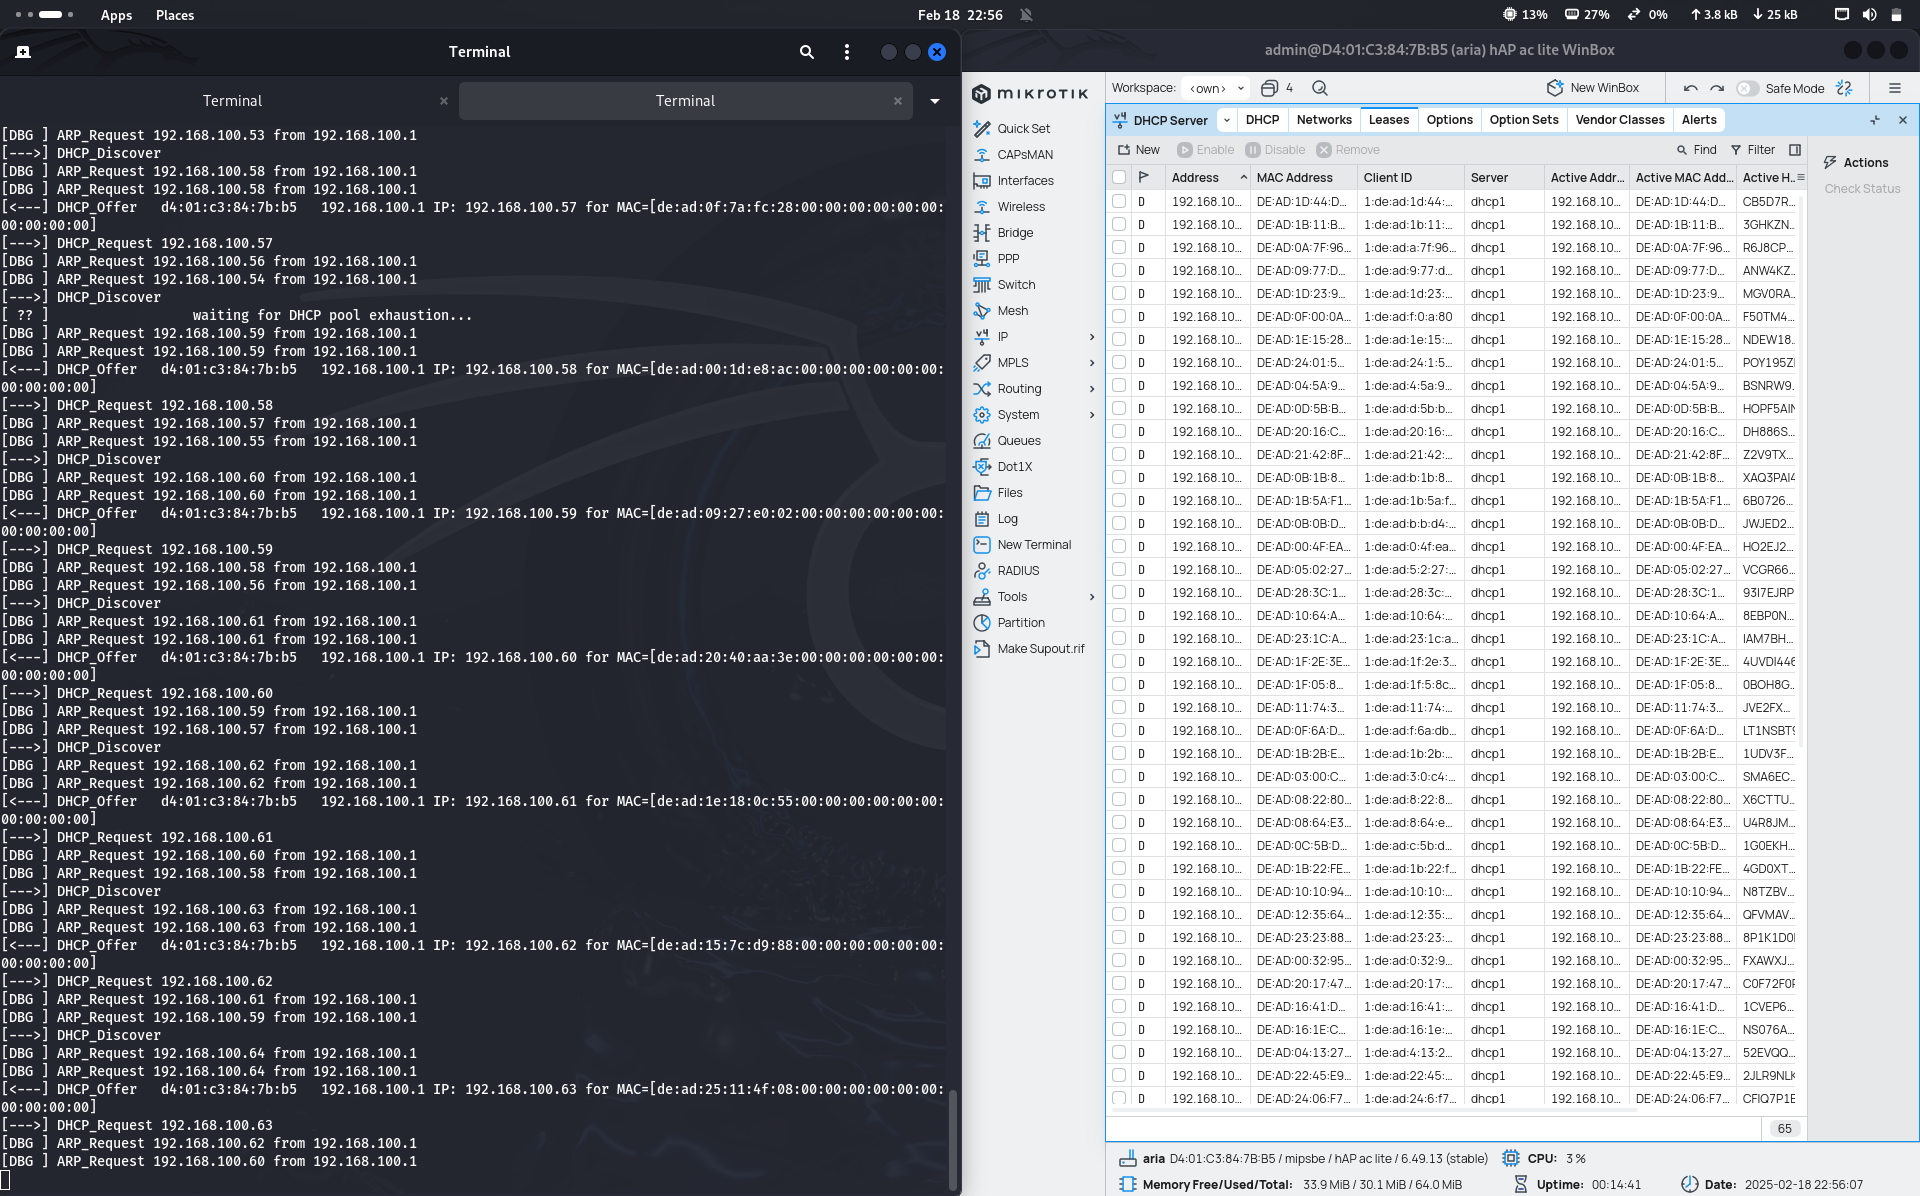 Apps Places Feb 18 22:56 13% 27% 0% 3.8 kB 25 kB
Terminal
Terminal × Terminal ×
[DBG ] ARP_Request 192.168.100.53 from 192.168.100.1
[--->] DHCP_Discover
[DBG ] ARP_Request 192.168.100.58 from 192.168.100.1
[DBG ] ARP_Request 192.168.100.58 from 192.168.100.1
[<---] DHCP_Offer   d4:01:c3:84:7b:b5   192.168.100.1 IP: 192.168.100.57 for MAC=[de:ad:0f:7a:fc:28:00:00:00:00:00:00:
00:00:00:00]
[--->] DHCP_Request 192.168.100.57
[DBG ] ARP_Request 192.168.100.56 from 192.168.100.1
[DBG ] ARP_Request 192.168.100.54 from 192.168.100.1
[--->] DHCP_Discover
[ ?? ]                  waiting for DHCP pool exhaustion...
[DBG ] ARP_Request 192.168.100.59 from 192.168.100.1
[DBG ] ARP_Request 192.168.100.59 from 192.168.100.1
[<---] DHCP_Offer   d4:01:c3:84:7b:b5   192.168.100.1 IP: 192.168.100.58 for MAC=[de:ad:00:1d:e8:ac:00:00:00:00:00:00:
00:00:00:00]
[--->] DHCP_Request 192.168.100.58
[DBG ] ARP_Request 192.168.100.57 from 192.168.100.1
[DBG ] ARP_Request 192.168.100.55 from 192.168.100.1
[--->] DHCP_Discover
[DBG ] ARP_Request 192.168.100.60 from 192.168.100.1
[DBG ] ARP_Request 192.168.100.60 from 192.168.100.1
[<---] DHCP_Offer   d4:01:c3:84:7b:b5   192.168.100.1 IP: 192.168.100.59 for MAC=[de:ad:09:27:e0:02:00:00:00:00:00:00:
00:00:00:00]
[--->] DHCP_Request 192.168.100.59
[DBG ] ARP_Request 192.168.100.58 from 192.168.100.1
[DBG ] ARP_Request 192.168.100.56 from 192.168.100.1
[--->] DHCP_Discover
[DBG ] ARP_Request 192.168.100.61 from 192.168.100.1
[DBG ] ARP_Request 192.168.100.61 from 192.168.100.1
[<---] DHCP_Offer   d4:01:c3:84:7b:b5   192.168.100.1 IP: 192.168.100.60 for MAC=[de:ad:20:40:aa:3e:00:00:00:00:00:00:
00:00:00:00]
[--->] DHCP_Request 192.168.100.60
[DBG ] ARP_Request 192.168.100.59 from 192.168.100.1
[DBG ] ARP_Request 192.168.100.57 from 192.168.100.1
[--->] DHCP_Discover
[DBG ] ARP_Request 192.168.100.62 from 192.168.100.1
[DBG ] ARP_Request 192.168.100.62 from 192.168.100.1
[<---] DHCP_Offer   d4:01:c3:84:7b:b5   192.168.100.1 IP: 192.168.100.61 for MAC=[de:ad:1e:18:0c:55:00:00:00:00:00:00:
00:00:00:00]
[--->] DHCP_Request 192.168.100.61
[DBG ] ARP_Request 192.168.100.60 from 192.168.100.1
[DBG ] ARP_Request 192.168.100.58 from 192.168.100.1
[--->] DHCP_Discover
[DBG ] ARP_Request 192.168.100.63 from 192.168.100.1
[DBG ] ARP_Request 192.168.100.63 from 192.168.100.1
[<---] DHCP_Offer   d4:01:c3:84:7b:b5   192.168.100.1 IP: 192.168.100.62 for MAC=[de:ad:15:7c:d9:88:00:00:00:00:00:00:
00:00:00:00]
[--->] DHCP_Request 192.168.100.62
[DBG ] ARP_Request 192.168.100.61 from 192.168.100.1
[DBG ] ARP_Request 192.168.100.59 from 192.168.100.1
[--->] DHCP_Discover
[DBG ] ARP_Request 192.168.100.64 from 192.168.100.1
[DBG ] ARP_Request 192.168.100.64 from 192.168.100.1
[<---] DHCP_Offer   d4:01:c3:84:7b:b5   192.168.100.1 IP: 192.168.100.63 for MAC=[de:ad:25:11:4f:08:00:00:00:00:00:00:
00:00:00:00]
[--->] DHCP_Request 192.168.100.63
[DBG ] ARP_Request 192.168.100.62 from 192.168.100.1
[DBG ] ARP_Request 192.168.100.60 from 192.168.100.1
admin@D4:01:C3:84:7B:B5 (aria) hAP ac lite WinBox
mikrotik Workspace: <own> 4 New WinBox Safe Mode
Quick Set
CAPsMAN
Interfaces
Wireless
Bridge
PPP
Switch
Mesh
IP
MPLS
Routing
System
Queues
Dot1X
Files
Log
New Terminal
RADIUS
Tools
Partition
Make Supout.rif
DHCP Server DHCP Networks Leases Options Option Sets Vendor Classes Alerts
New Enable Disable Remove Find Filter
Actions
Check Status
Address MAC Address Client ID Server Active Addr... Active MAC Add... Active H...
D 192.168.10... DE:AD:1D:44:D... 1:de:ad:1d:44:... dhcp1 192.168.10... DE:AD:1D:44:D... CB5D7R...
D 192.168.10... DE:AD:1B:11:B... 1:de:ad:1b:11:... dhcp1 192.168.10... DE:AD:1B:11:B... 3GHKZN...
D 192.168.10... DE:AD:0A:7F:96... 1:de:ad:a:7f:96... dhcp1 192.168.10... DE:AD:0A:7F:96... R6J8CP...
D 192.168.10... DE:AD:09:77:D... 1:de:ad:9:77:d... dhcp1 192.168.10... DE:AD:09:77:D... ANW4KZ...
D 192.168.10... DE:AD:1D:23:9... 1:de:ad:1d:23:... dhcp1 192.168.10... DE:AD:1D:23:9... MGV0RA...
D 192.168.10... DE:AD:0F:00:0A... 1:de:ad:f:0:a:80 dhcp1 192.168.10... DE:AD:0F:00:0A... F50TM4...
D 192.168.10... DE:AD:1E:15:28... 1:de:ad:1e:15:... dhcp1 192.168.10... DE:AD:1E:15:28... NDEW18...
D 192.168.10... DE:AD:24:01:5... 1:de:ad:24:1:5... dhcp1 192.168.10... DE:AD:24:01:5... POY195Z
D 192.168.10... DE:AD:04:5A:9... 1:de:ad:4:5a:9... dhcp1 192.168.10... DE:AD:04:5A:9... BSNRW9...
D 192.168.10... DE:AD:0D:5B:B... 1:de:ad:d:5b:b... dhcp1 192.168.10... DE:AD:0D:5B:B... HOPF5AI
D 192.168.10... DE:AD:20:16:C... 1:de:ad:20:16:... dhcp1 192.168.10... DE:AD:20:16:C... DH886S...
D 192.168.10... DE:AD:21:42:8F... 1:de:ad:21:42:... dhcp1 192.168.10... DE:AD:21:42:8F... Z2V9TX...
D 192.168.10... DE:AD:0B:1B:8... 1:de:ad:b:1b:8... dhcp1 192.168.10... DE:AD:0B:1B:8... XAQ3PAI4
D 192.168.10... DE:AD:1B:5A:F1... 1:de:ad:1b:5a:f... dhcp1 192.168.10... DE:AD:1B:5A:F1... 6B0726...
D 192.168.10... DE:AD:0B:0B:D... 1:de:ad:b:b:d4:... dhcp1 192.168.10... DE:AD:0B:0B:D... JWJED2...
D 192.168.10... DE:AD:00:4F:EA... 1:de:ad:0:4f:ea... dhcp1 192.168.10... DE:AD:00:4F:EA... HO2EJ2...
D 192.168.10... DE:AD:05:02:27... 1:de:ad:5:2:27:... dhcp1 192.168.10... DE:AD:05:02:27... VCGR66...
D 192.168.10... DE:AD:28:3C:1... 1:de:ad:28:3c:... dhcp1 192.168.10... DE:AD:28:3C:1... 93I7EJRP
D 192.168.10... DE:AD:10:64:A... 1:de:ad:10:64:... dhcp1 192.168.10... DE:AD:10:64:A... 8EBP0N...
D 192.168.10... DE:AD:23:1C:A... 1:de:ad:23:1c:a... dhcp1 192.168.10... DE:AD:23:1C:A... IAM7BH...
D 192.168.10... DE:AD:1F:2E:3E... 1:de:ad:1f:2e:3... dhcp1 192.168.10... DE:AD:1F:2E:3E... 4UVDI446
D 192.168.10... DE:AD:1F:05:8... 1:de:ad:1f:5:8c... dhcp1 192.168.10... DE:AD:1F:05:8... 0BOH8G...
D 192.168.10... DE:AD:11:74:3... 1:de:ad:11:74:... dhcp1 192.168.10... DE:AD:11:74:3... JVE2FX...
D 192.168.10... DE:AD:0F:6A:D... 1:de:ad:f:6a:db... dhcp1 192.168.10... DE:AD:0F:6A:D... LT1NSBT9
D 192.168.10... DE:AD:1B:2B:E... 1:de:ad:1b:2b:... dhcp1 192.168.10... DE:AD:1B:2B:E... 1UDV3F...
D 192.168.10... DE:AD:03:00:C... 1:de:ad:3:0:c4:... dhcp1 192.168.10... DE:AD:03:00:C... SMA6EC...
D 192.168.10... DE:AD:08:22:80... 1:de:ad:8:22:8... dhcp1 192.168.10... DE:AD:08:22:80... X6CTTU...
D 192.168.10... DE:AD:08:64:E3... 1:de:ad:8:64:e... dhcp1 192.168.10... DE:AD:08:64:E3... U4R8JM...
D 192.168.10... DE:AD:0C:5B:D... 1:de:ad:c:5b:d... dhcp1 192.168.10... DE:AD:0C:5B:D... 1G0EKH...
D 192.168.10... DE:AD:1B:22:FE... 1:de:ad:1b:22:f... dhcp1 192.168.10... DE:AD:1B:22:FE... 4GD0XT...
D 192.168.10... DE:AD:10:10:94... 1:de:ad:10:10:... dhcp1 192.168.10... DE:AD:10:10:94... N8TZBV...
D 192.168.10... DE:AD:12:35:64... 1:de:ad:12:35:... dhcp1 192.168.10... DE:AD:12:35:64... QFVMAV...
D 192.168.10... DE:AD:23:23:88... 1:de:ad:23:23:... dhcp1 192.168.10... DE:AD:23:23:88... 8P1K1D0
D 192.168.10... DE:AD:00:32:95... 1:de:ad:0:32:9... dhcp1 192.168.10... DE:AD:00:32:95... FXAWXJ...
D 192.168.10... DE:AD:20:17:47... 1:de:ad:20:17:... dhcp1 192.168.10... DE:AD:20:17:47... C0F72F0
D 192.168.10... DE:AD:16:41:D... 1:de:ad:16:41:... dhcp1 192.168.10... DE:AD:16:41:D... 1CVEP6...
D 192.168.10... DE:AD:16:1E:C... 1:de:ad:16:1e:... dhcp1 192.168.10... DE:AD:16:1E:C... NS076A...
D 192.168.10... DE:AD:04:13:27... 1:de:ad:4:13:2... dhcp1 192.168.10... DE:AD:04:13:27... 52EVQQ...
D 192.168.10... DE:AD:22:45:E9... 1:de:ad:22:45:... dhcp1 192.168.10... DE:AD:22:45:E9... 2JLR9NLK
D 192.168.10... DE:AD:24:06:F7... 1:de:ad:24:6:f7... dhcp1 192.168.10... DE:AD:24:06:F7... CFIQ7P1E
65
aria D4:01:C3:84:7B:B5 / mipsbe / hAP ac lite / 6.49.13 (stable) CPU: 3 %
Memory Free/Used/Total: 33.9 MiB / 30.1 MiB / 64.0 MiB Uptime: 00:14:41 Date: 2025-02-18 22:56:07